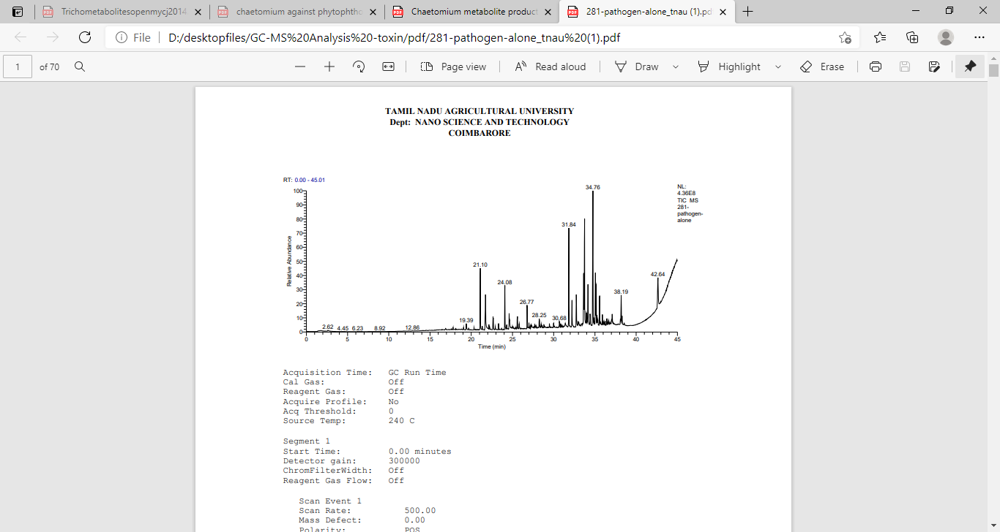 Trichometabolitesopenmycj2014
chaetomium against phytophtho
Chaetomium metabolite product
281-pathogen-alone_tnau (1).pd
File D:/desktopfiles/GC-MS%20Analysis%20-toxin/pdf/281-pathogen-alone_tnau%20(1).pdf
1 of 70 Page view Read aloud Draw Highlight Erase
TAMIL NADU AGRICULTURAL UNIVERSITY
Dept: NANO SCIENCE AND TECHNOLOGY
COIMBARORE
RT: 0.00 - 45.01
NL:
4.36E8
TIC MS
281-
pathogen-
alone
34.76
31.84
21.10
24.08
26.77
28.25
30.68
19.39
38.19
42.64
2.62 4.45 6.23 8.92 12.86
100
90
80
70
60
50
40
30
20
10
0
Relative Abundance
0 5 10 15 20 25 30 35 40 45
Time (min)
Acquisition Time: GC Run Time
Cal Gas: Off
Reagent Gas: Off
Acquire Profile: No
Acq Threshold: 0
Source Temp: 240 C
Segment 1
Start Time: 0.00 minutes
Detector gain: 300000
ChromFilterWidth: Off
Reagent Gas Flow: Off
Scan Event 1
Scan Rate: 500.00
Mass Defect: 0.00
Polarity: POS